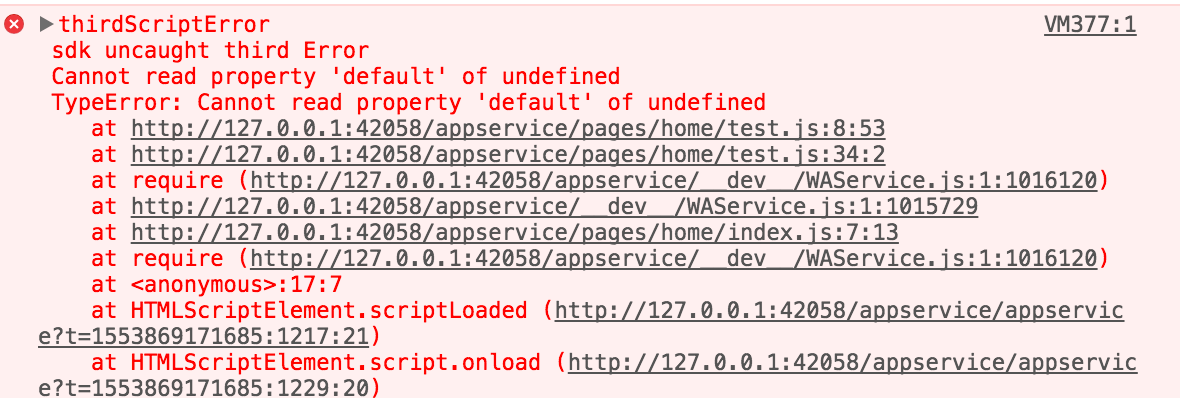 thirdScriptError VM377:1
sdk uncaught third Error
Cannot read property 'default' of undefined
TypeError: Cannot read property 'default' of undefined
at http://127.0.0.1:42058/appservice/pages/home/test.js:8:53
at http://127.0.0.1:42058/appservice/pages/home/test.js:34:2
at require (http://127.0.0.1:42058/appservice/__dev__/WAService.js:1:1016120)
at http://127.0.0.1:42058/appservice/__dev__/WAService.js:1:1015729
at http://127.0.0.1:42058/appservice/pages/home/index.js:7:13
at require (http://127.0.0.1:42058/appservice/__dev__/WAService.js:1:1016120)
at <anonymous>:17:7
at HTMLScriptElement.scriptLoaded (http://127.0.0.1:42058/appservice/appservic
e?t=1553869171685:1217:21)
at HTMLScriptElement.script.onload (http://127.0.0.1:42058/appservice/appservic
e?t=1553869171685:1229:20)